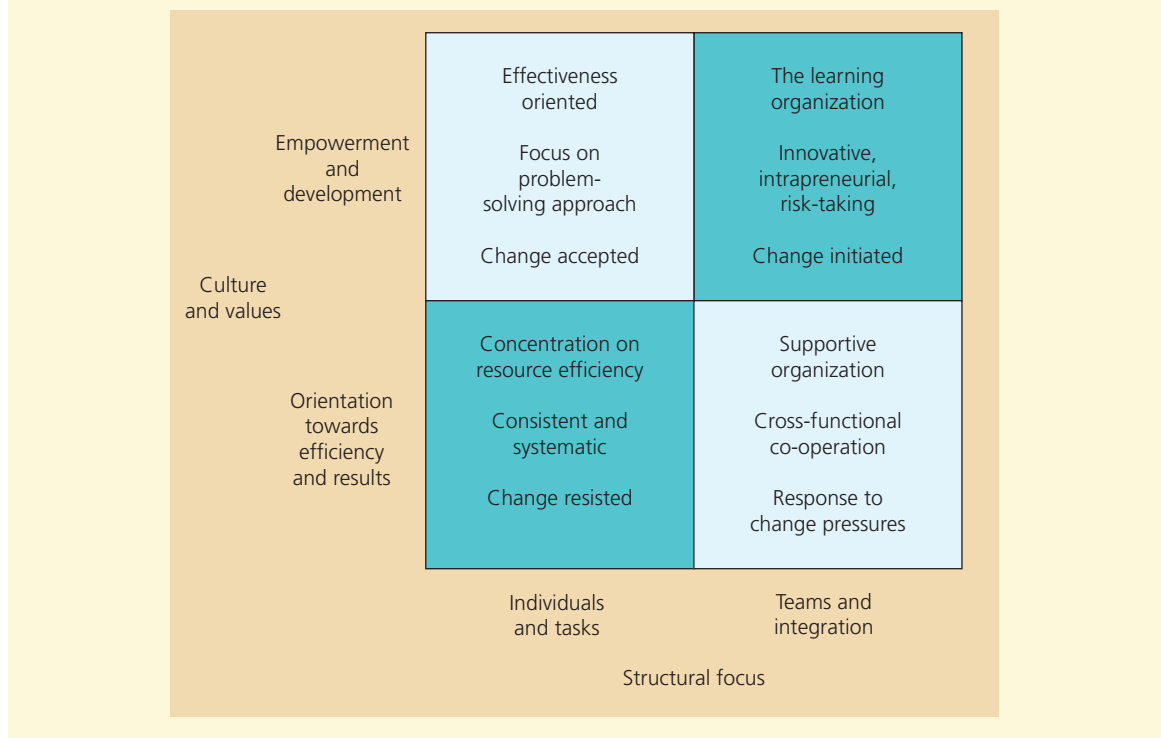 Empowerment
and
development
Effectiveness
oriented
Focus on
problem-
solving approach
Change accepted
The learning
organization
Innovative,
intrapreneurial,
risk-taking
Change initiated
Culture
and values
Orientation
towards
efficiency
and results
Concentration on
resource efficiency
Consistent and
systematic
Change resisted
Supportive
organization
Cross-functional
co-operation
Response to
change pressures
Individuals
and tasks
Teams and
integration
Structural focus